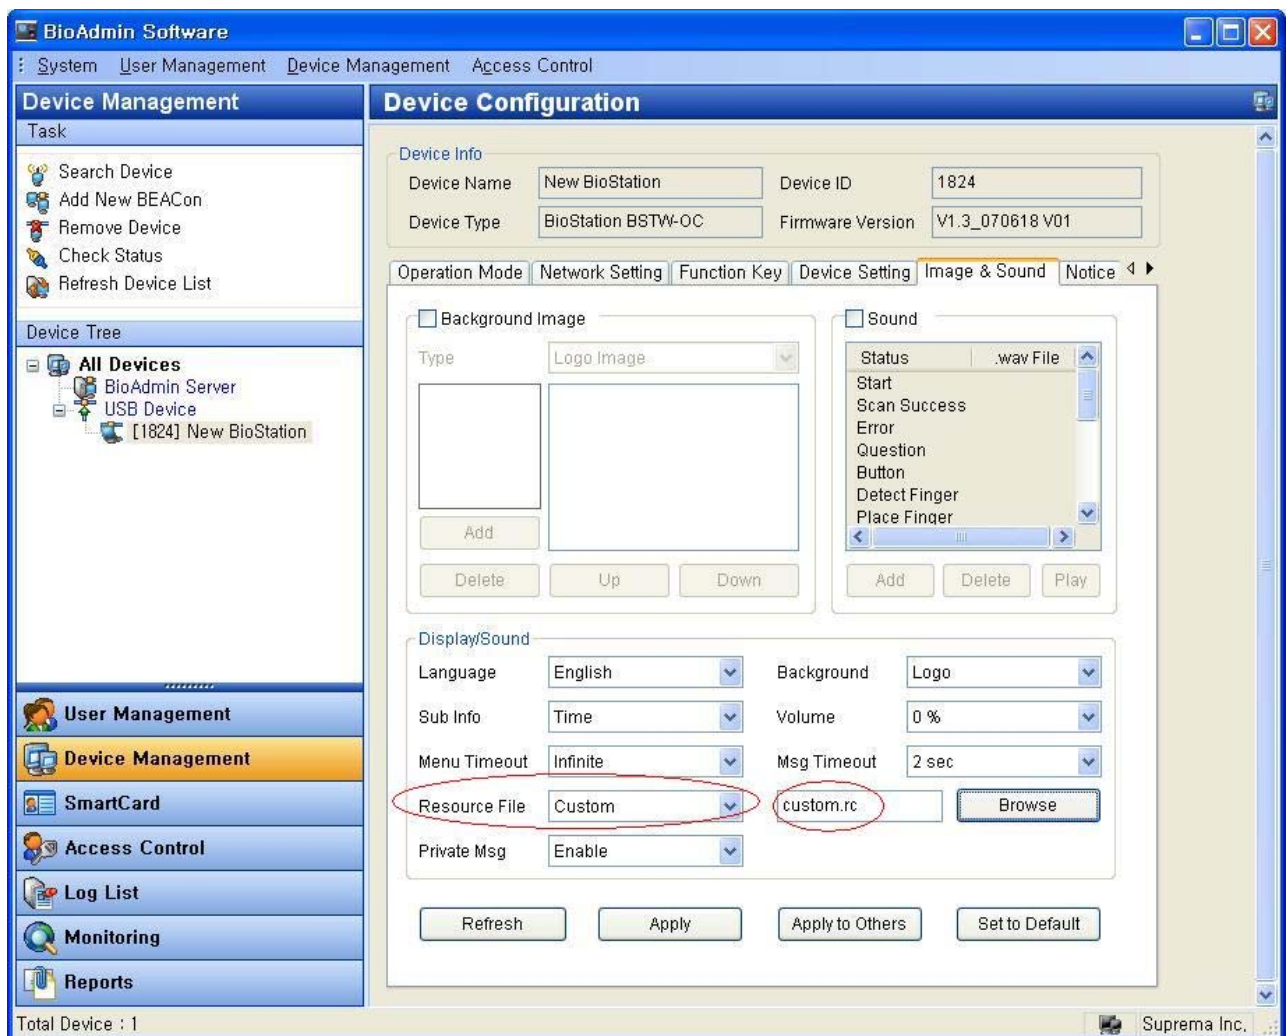 BioAdmin Software
System User Management Device Management Access Control
Device Management
Task
Search Device
Add New BEACon
Remove Device
Check Status
Refresh Device List
Device Tree
All Devices
BioAdmin Server
USB Device
[1824] New BioStation
User Management
Device Management
SmartCard
Access Control
Log List
Monitoring
Reports
Device Configuration
Device Info
Device Name New BioStation Device ID 1824
Device Type BioStation BSTW-OC Firmware Version V1.3_070618 V01
Operation Mode Network Setting Function Key Device Setting Image & Sound Notice
Background Image
Type Logo Image
Add
Delete Up Down
Sound
Status .wav File
Start
Scan Success
Error
Question
Button
Detect Finger
Place Finger
Add Delete Play
Display/Sound
Language English Background Logo
Sub Info Time Volume 0 %
Menu Timeout Infinite Msg Timeout 2 sec
Resource File Custom custom.rc Browse
Private Msg Enable
Refresh Apply Apply to Others Set to Default
Total Device : 1 Suprema Inc.